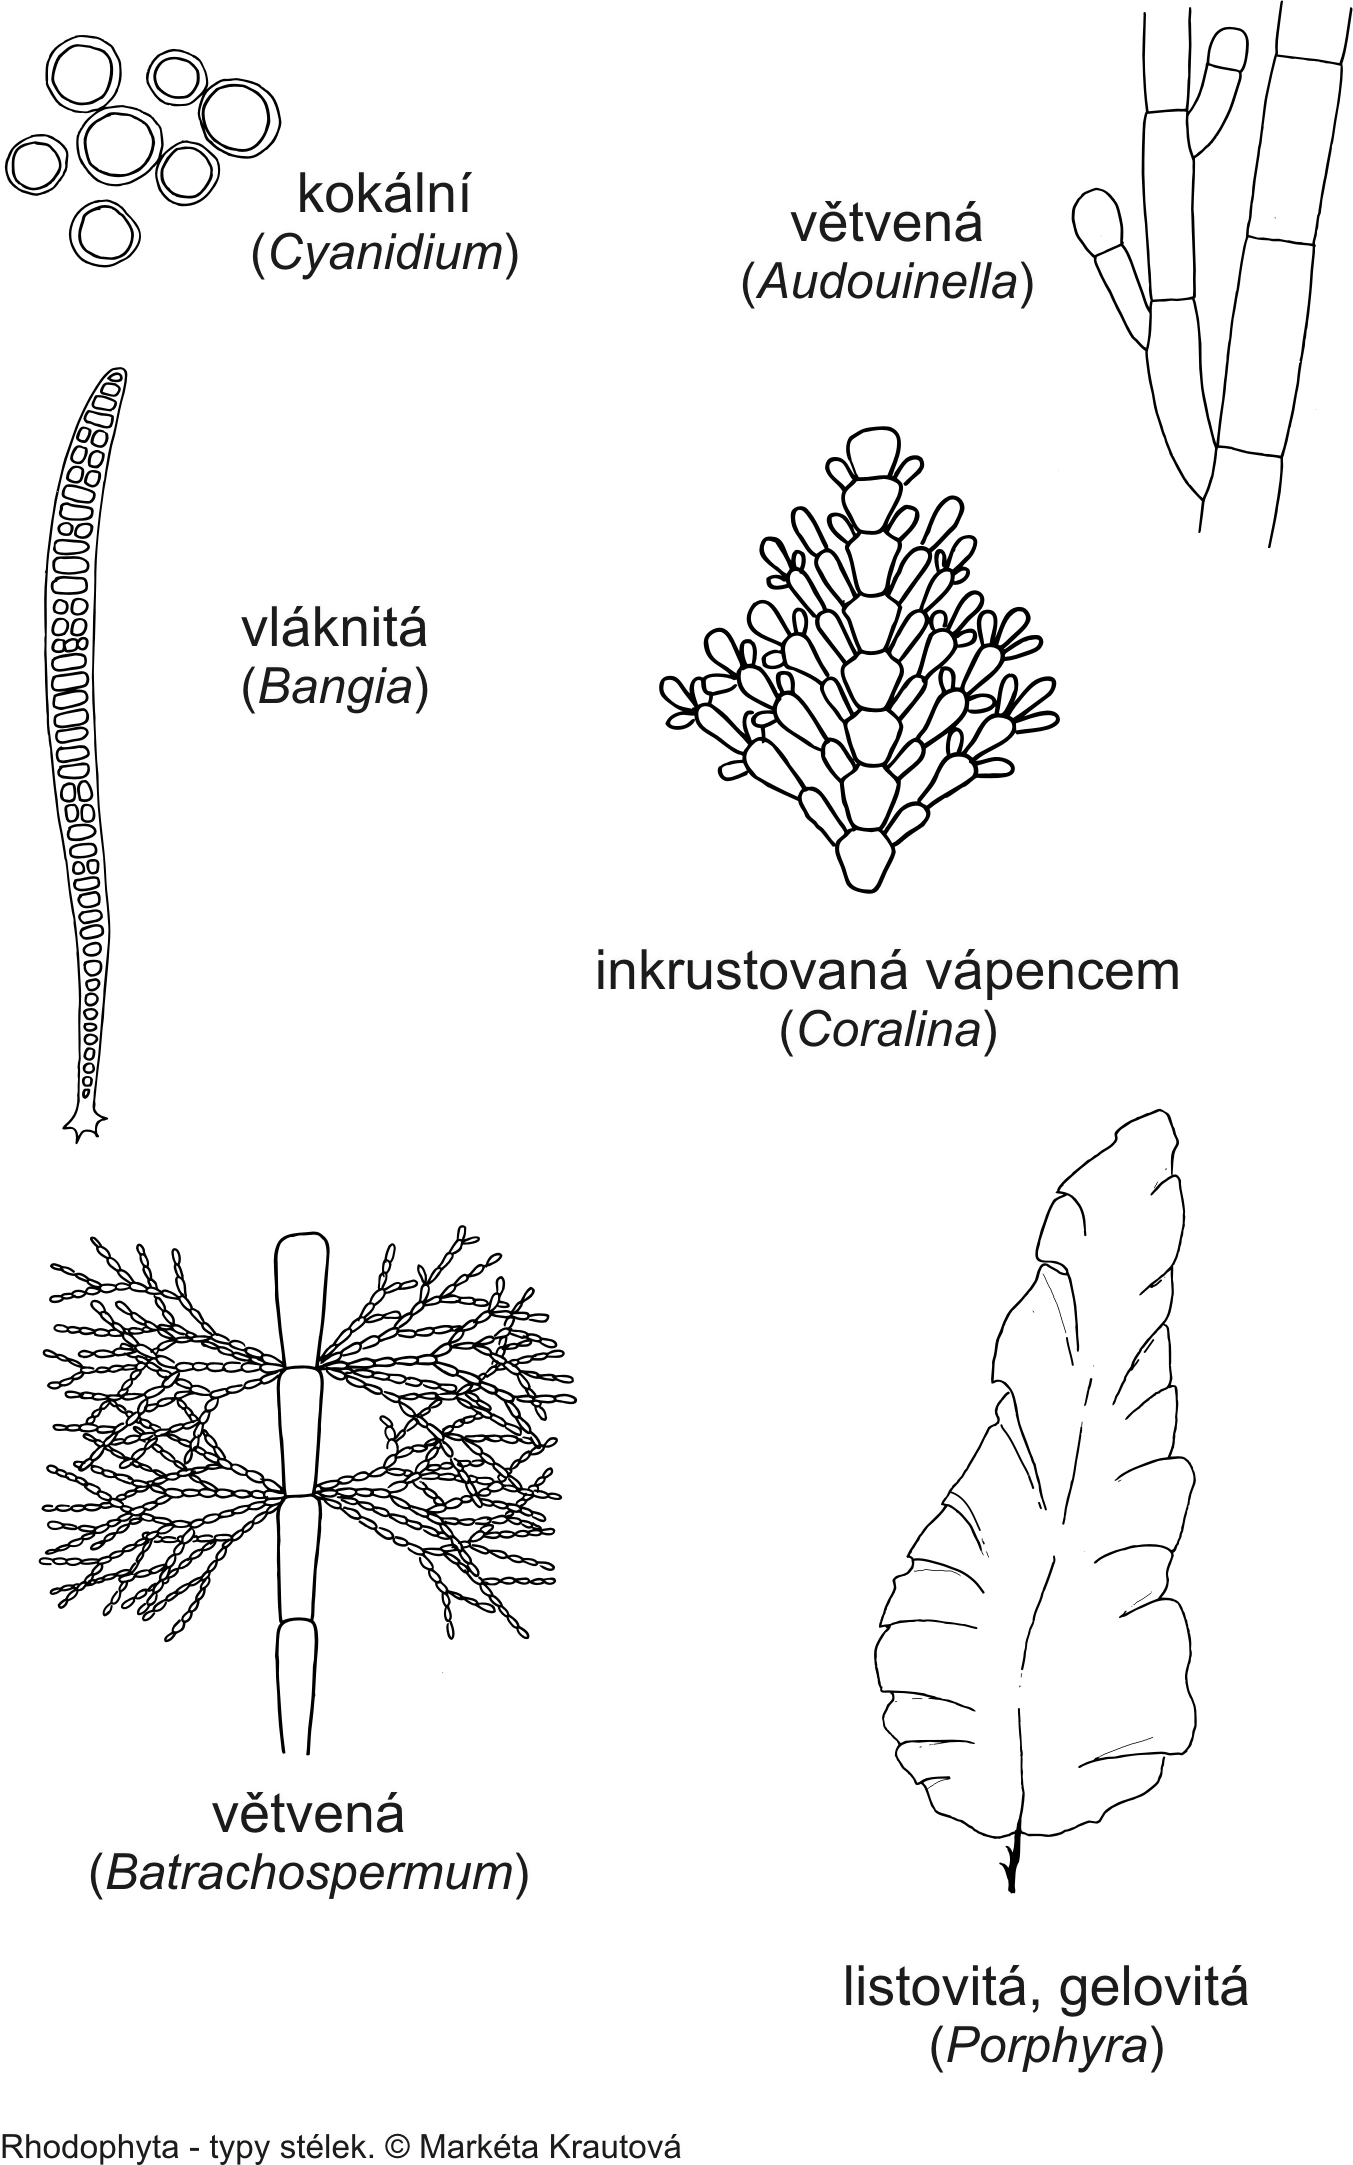 kokální
(Cyanidium)
větvená
(Audouinella)
vláknitá
(Bangia)
inkrustovaná vápencem
(Coralina)
větvená
(Batrachospermum)
listovitá, gelovitá
(Porphyra)
Rhodophyta - typy stélek. © Markéta Krautová